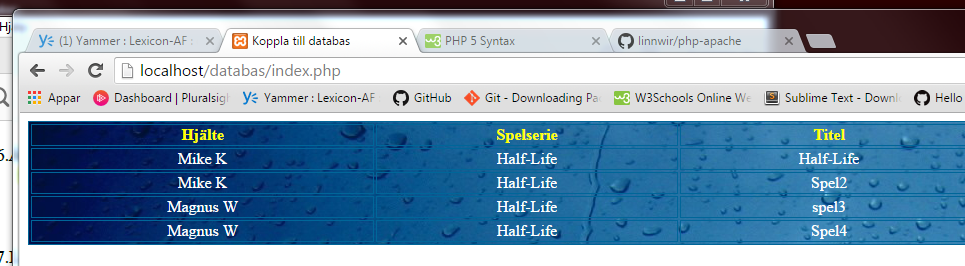 Hj
(1) Yammer : Lexicon-AF :
Koppla till databas
PHP 5 Syntax
linnwir/php-apache
localhost/databas/index.php
Appar
Dashboard | Pluralsigh
Yammer : Lexicon-AF
GitHub
Git - Downloading Pa
W3Schools Online We
Sublime Text - Downl
Hello
Hjälte Spelserie Titel
Mike K Half-Life Half-Life
Mike K Half-Life Spel2
Magnus W Half-Life spel3
Magnus W Half-Life Spel4